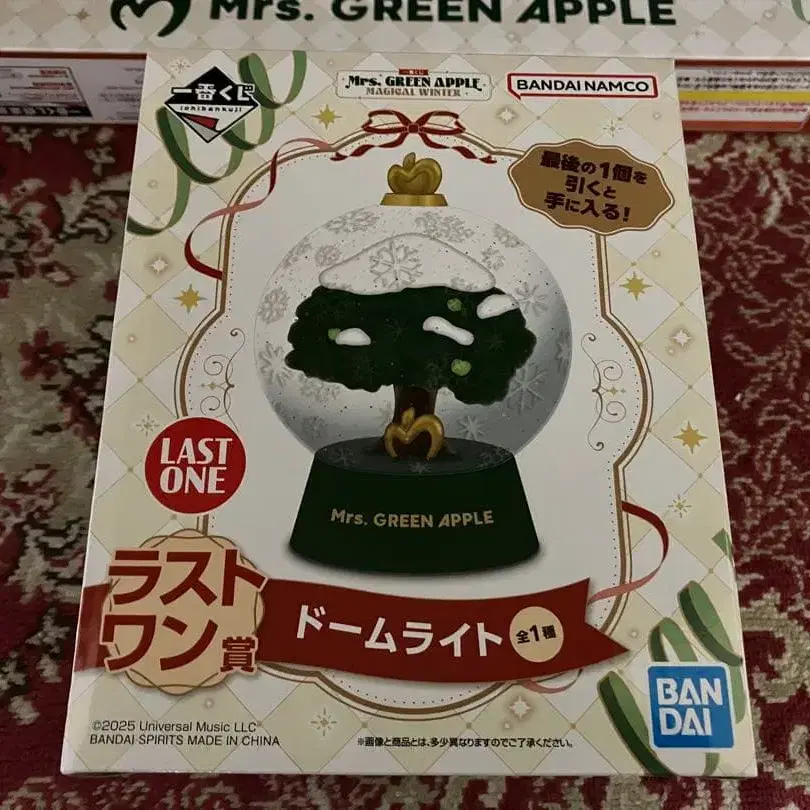 Mrs. GREEN APPLE
一番くじ
ichibankuji
一番くじ
Mrs. GREEN APPLE
MAGICAL WINTER
BANDAI NAMCO
最後の1個を
引くと
手に入る!
Mrs. GREEN APPLE
LAST
ONE
ラスト
ワン賞
ドームライト 全1種
BAN
DAI
©2025 Universal Music LLC
BANDAI SPIRITS MADE IN CHINA
※画像と商品とは、多少異なりますのでご了承ください。